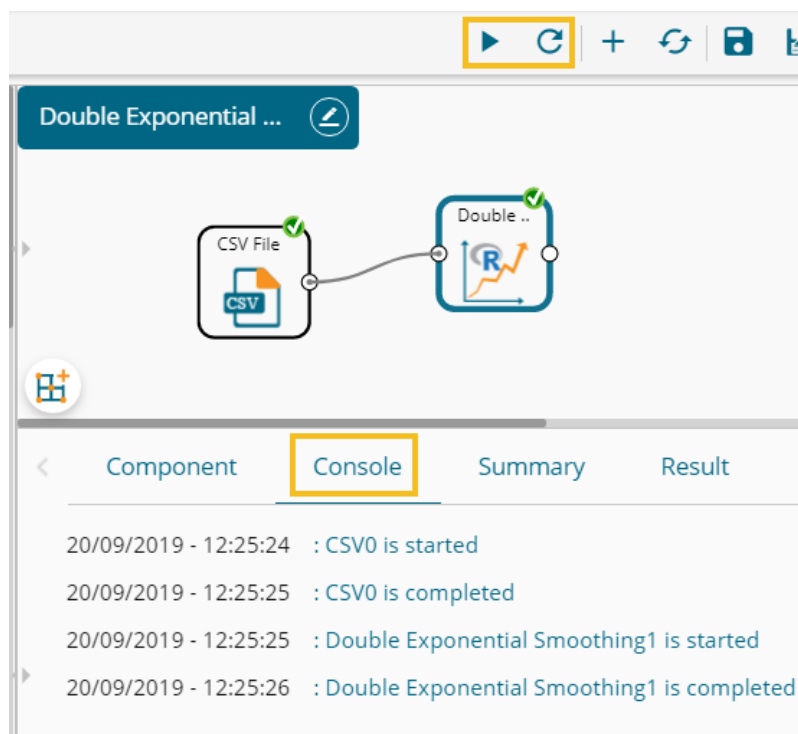 Double Exponential ...
Double ..
CSV File
R
CSV
Component Console Summary Result
20/09/2019 - 12:25:24 : CSV0 is started
20/09/2019 - 12:25:25 : CSV0 is completed
20/09/2019 - 12:25:25 : Double Exponential Smoothing1 is started
20/09/2019 - 12:25:26 : Double Exponential Smoothing1 is completed